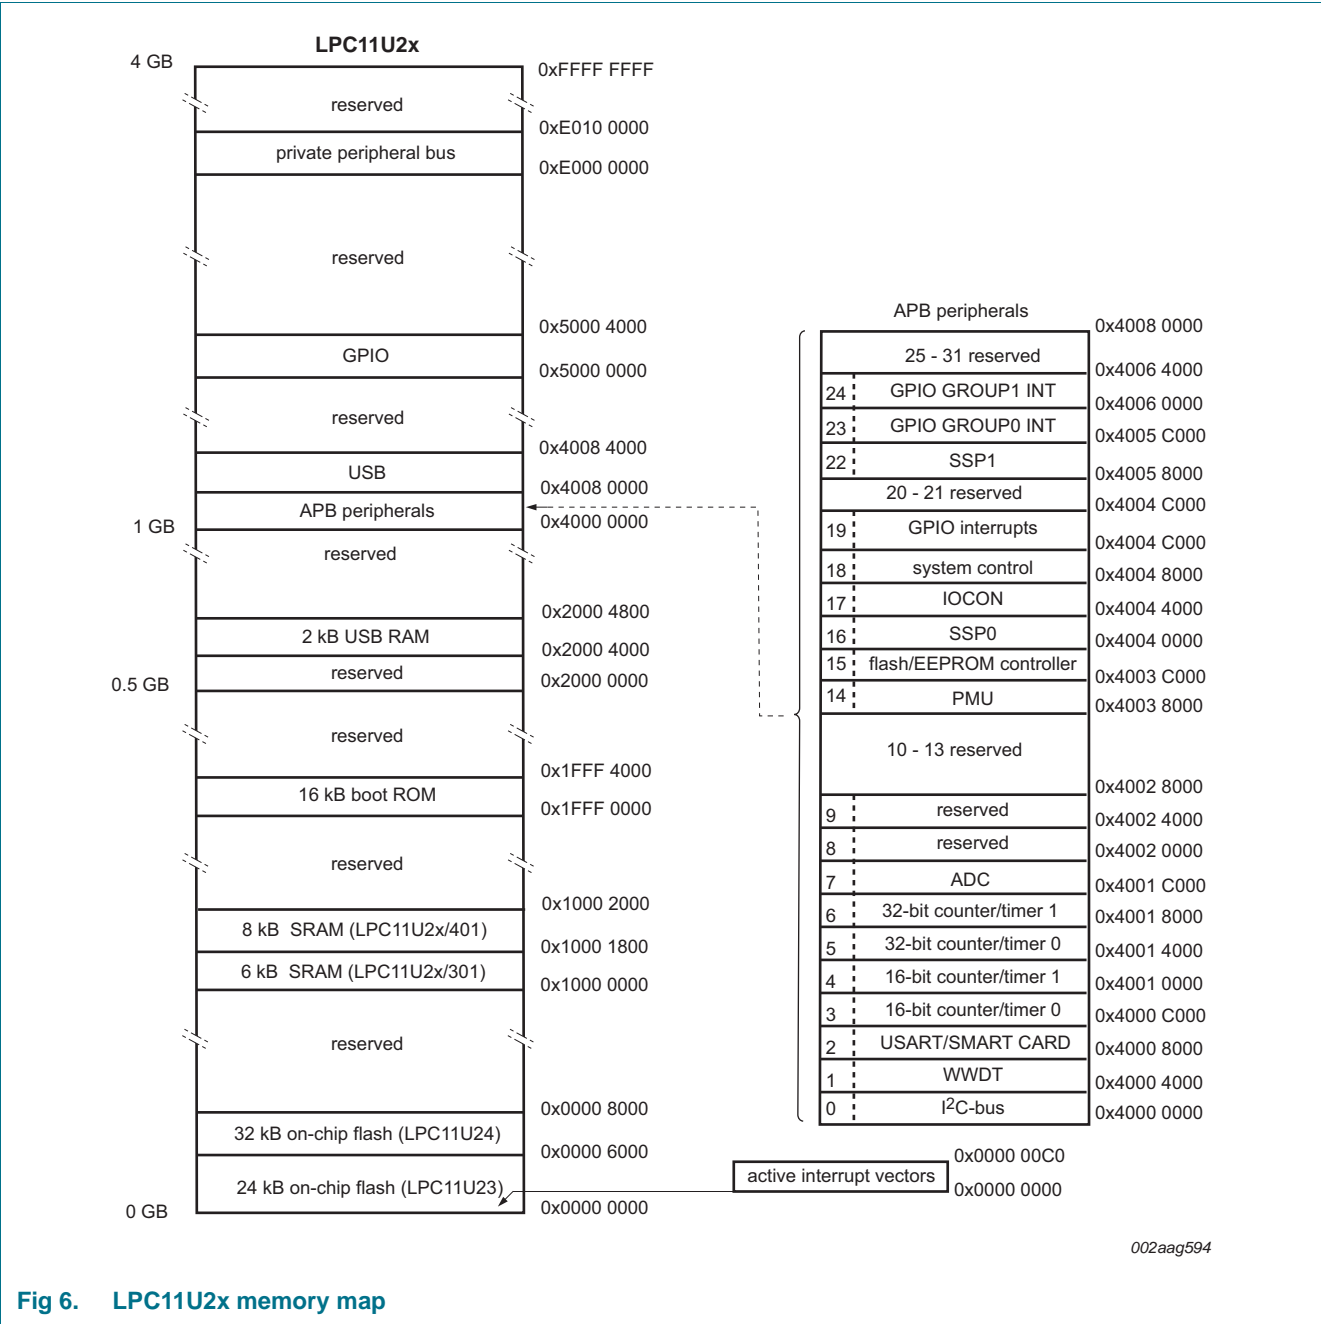 LPC11U2x
4 GB
0xFFFF FFFF
reserved
0xE010 0000
private peripheral bus
0xE000 0000
reserved
0x5000 4000
GPIO
0x5000 0000
reserved
0x4008 4000
USB
0x4008 0000
APB peripherals
0x4000 0000
1 GB
reserved
0x2000 4800
2 kB USB RAM
0x2000 4000
reserved
0x2000 0000
0.5 GB
reserved
0x1FFF 4000
16 kB boot ROM
0x1FFF 0000
reserved
0x1000 2000
8 kB SRAM (LPC11U2x/401)
0x1000 1800
6 kB SRAM (LPC11U2x/301)
0x1000 0000
reserved
0x0000 8000
32 kB on-chip flash (LPC11U24)
0x0000 6000
24 kB on-chip flash (LPC11U23)
0x0000 0000
0 GB
APB peripherals
0x4008 0000
25 - 31 reserved
0x4006 4000
24 GPIO GROUP1 INT
0x4006 0000
23 GPIO GROUP0 INT
0x4005 C000
22 SSP1
0x4005 8000
20 - 21 reserved
0x4004 C000
19 GPIO interrupts
0x4004 C000
18 system control
0x4004 8000
17 IOCON
0x4004 4000
16 SSP0
0x4004 0000
15 flash/EEPROM controller
0x4003 C000
14 PMU
0x4003 8000
10 - 13 reserved
0x4002 8000
9 reserved
0x4002 4000
8 reserved
0x4002 0000
7 ADC
0x4001 C000
6 32-bit counter/timer 1
0x4001 8000
5 32-bit counter/timer 0
0x4001 4000
4 16-bit counter/timer 1
0x4001 0000
3 16-bit counter/timer 0
0x4000 C000
2 USART/SMART CARD
0x4000 8000
1 WWDT
0x4000 4000
0 I2C-bus
0x4000 0000
0x0000 00C0
active interrupt vectors
0x0000 0000
002aag594
Fig 6. LPC11U2x memory map